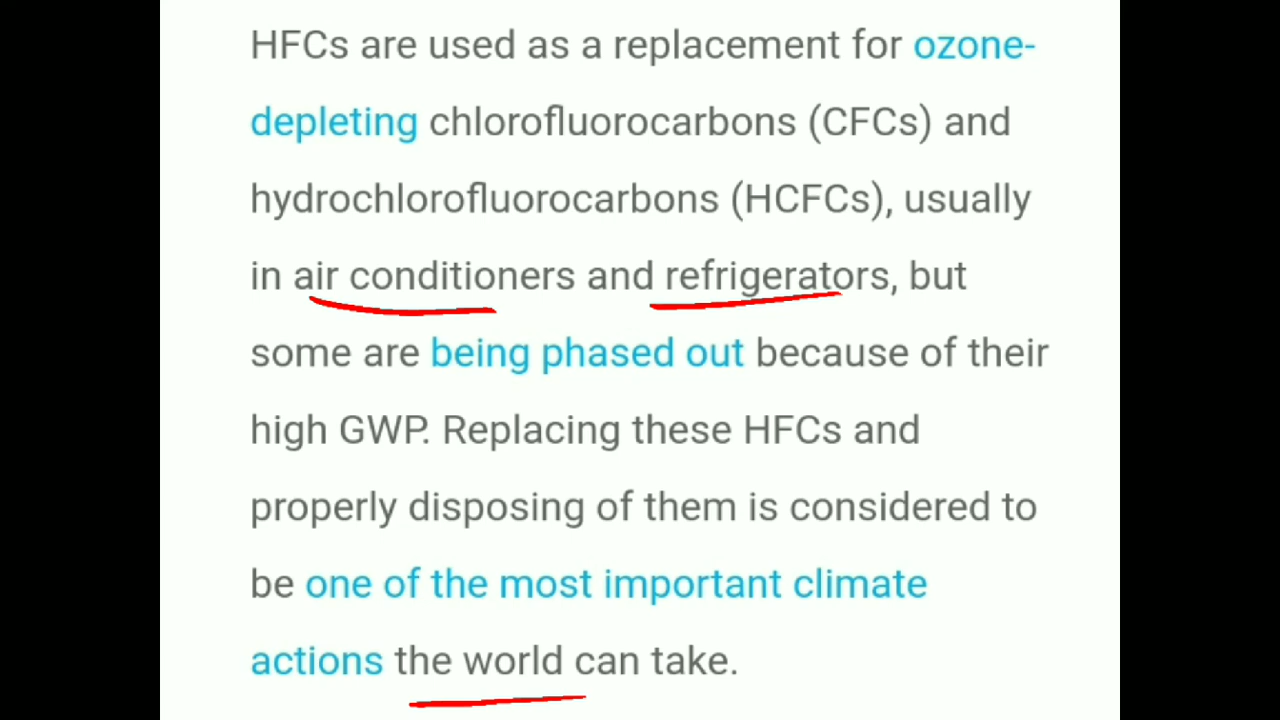 HFCs are used as a replacement for ozone-
depleting chlorofluorocarbons (CFCs) and
hydrochlorofluorocarbons (HCFCs), usually
in air conditioners and refrigerators, but
some are being phased out because of their
high GWP. Replacing these HFCs and
properly disposing of them is considered to
be one of the most important climate
actions the world can take.